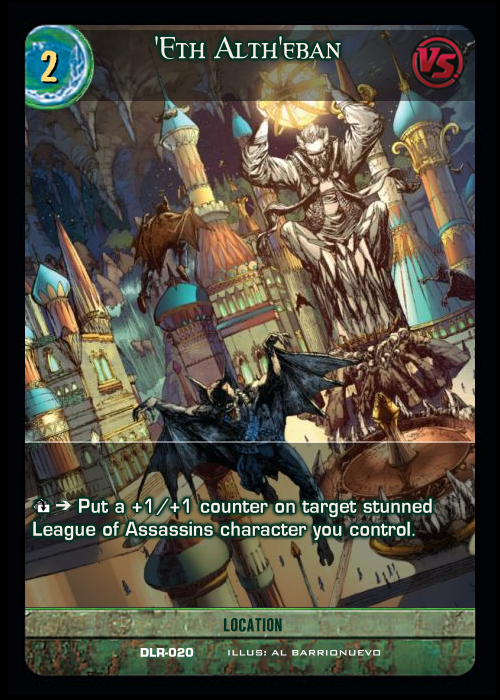 'Eth Alth'eban
2
VS
→ Put a +1/+1 counter on target stunned
League of Assassins character you control.
LOCATION
DLR-020 ILLUS: AL BARRIONUEVO